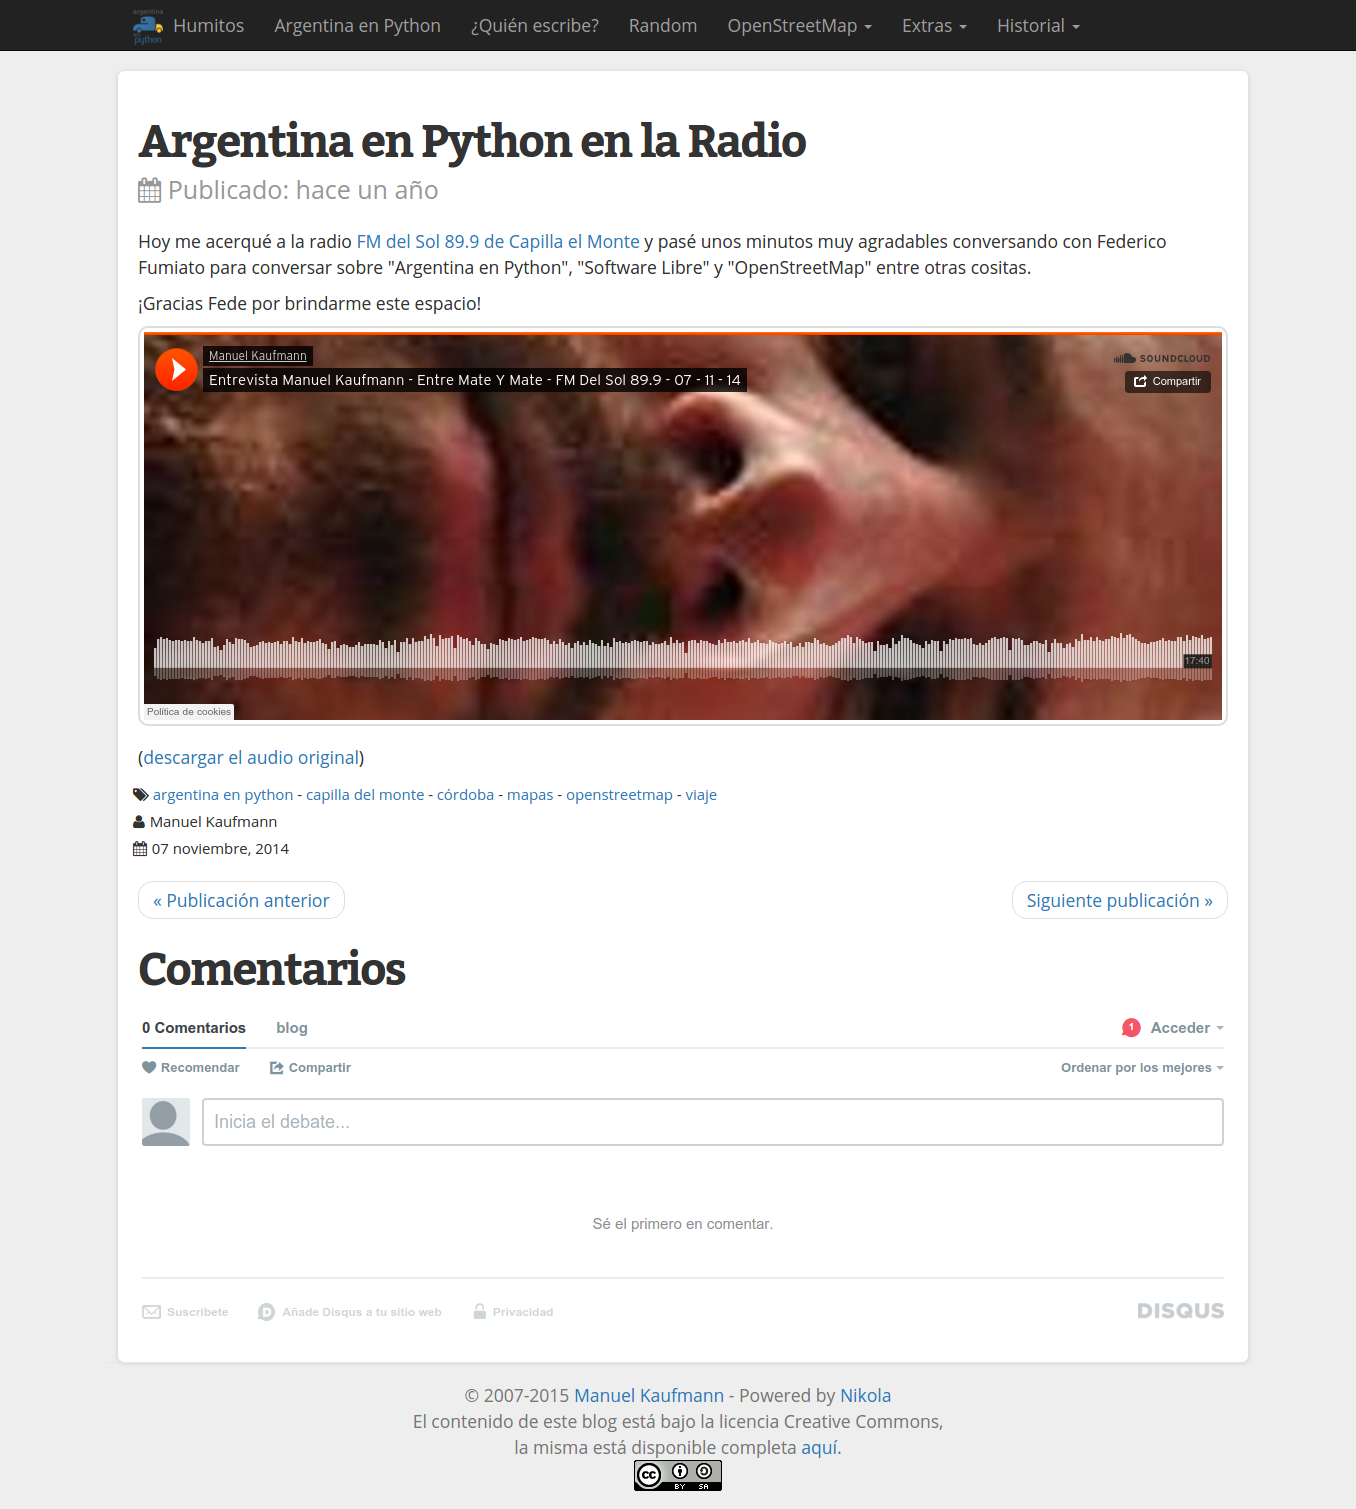 argentina
python
Humitos
Argentina en Python
¿Quién escribe?
Random
OpenStreetMap
Extras
Historial
Argentina en Python en la Radio
Publicado: hace un año
Hoy me acerqué a la radio FM del Sol 89.9 de Capilla el Monte y pasé unos minutos muy agradables conversando con Federico
Fumiato para conversar sobre "Argentina en Python", "Software Libre" y "OpenStreetMap" entre otras cositas.
¡Gracias Fede por brindarme este espacio!
Manuel Kaufmann
Entrevista Manuel Kaufmann - Entre Mate Y Mate - FM Del Sol 89.9 - 07 - 11 - 14
SOUNDCLOUD
Compartir
17:40
Política de cookies
(descargar el audio original)
argentina en python - capilla del monte - córdoba - mapas - openstreetmap - viaje
Manuel Kaufmann
07 noviembre, 2014
« Publicación anterior
Siguiente publicación »
Comentarios
0 Comentarios
blog
1
Acceder
Recomendar
Compartir
Ordenar por los mejores
Inicia el debate...
Sé el primero en comentar.
Suscríbete
D
Añade Disqus a tu sitio web
Privacidad
DISQUS
© 2007-2015 Manuel Kaufmann - Powered by Nikola
El contenido de este blog está bajo la licencia Creative Commons,
la misma está disponible completa aquí.
cc
BY SA